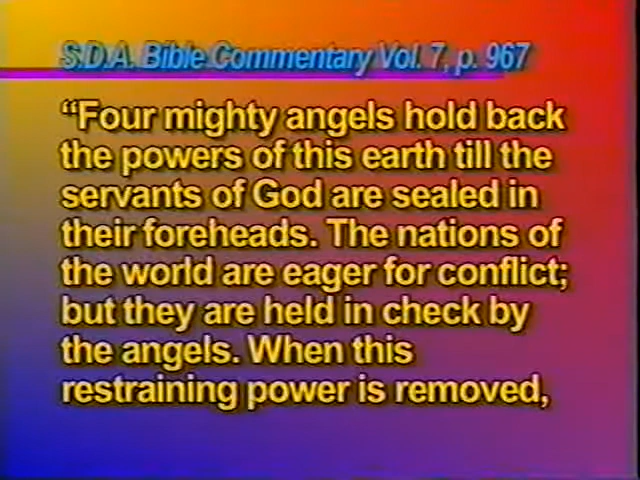 S.D.A. Bible Commentary Vol. 7, p. 967
“Four mighty angels hold back
the powers of this earth till the
servants of God are sealed in
their foreheads. The nations of
the world are eager for conflict;
but they are held in check by
the angels. When this
restraining power is removed,